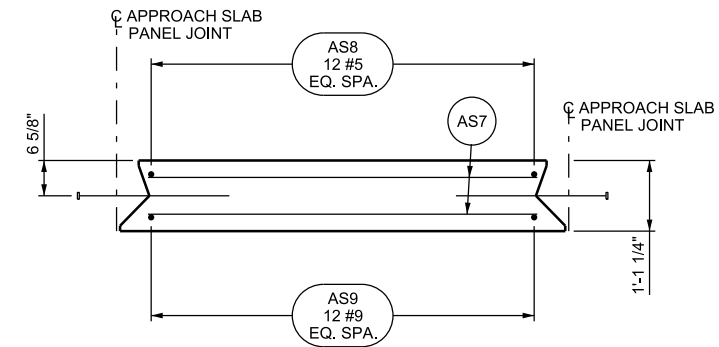 ℄ APPROACH SLAB
PANEL JOINT
AS8
12 #5
EQ. SPA.
AS7
℄ APPROACH SLAB
PANEL JOINT
6 5/8"
1'-1 1/4"
AS9
12 #9
EQ. SPA.